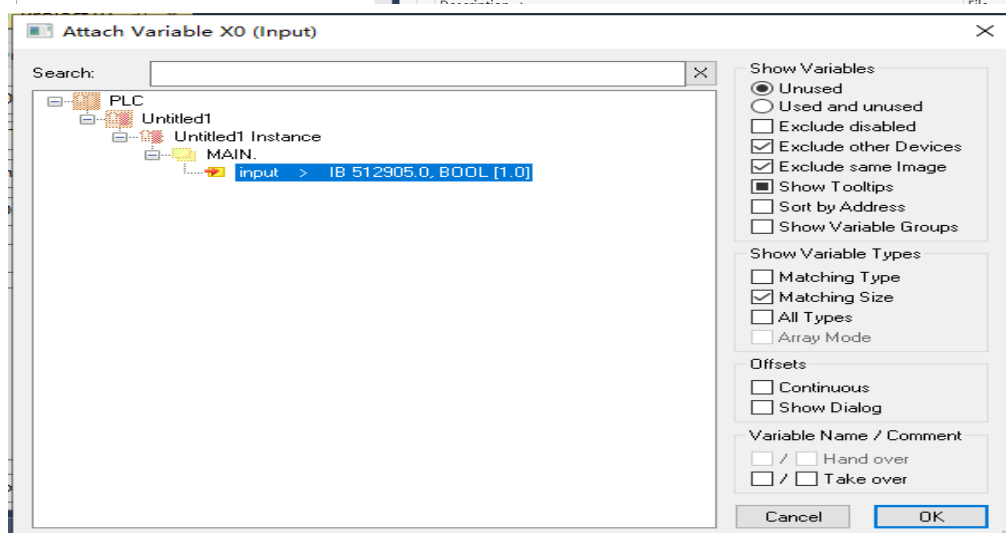 Attach Variable X0 (Input)
Search:
PLC
Untitled1
Untitled1 Instance
MAIN.
input > IB 512905.0, BOOL [1.0]
Show Variables
Unused
Used and unused
Exclude disabled
Exclude other Devices
Exclude same Image
Show Tooltips
Sort by Address
Show Variable Groups
Show Variable Types
Matching Type
Matching Size
All Types
Array Mode
Offsets
Continuous
Show Dialog
Variable Name / Comment
/ Hand over
/ Take over
Cancel OK